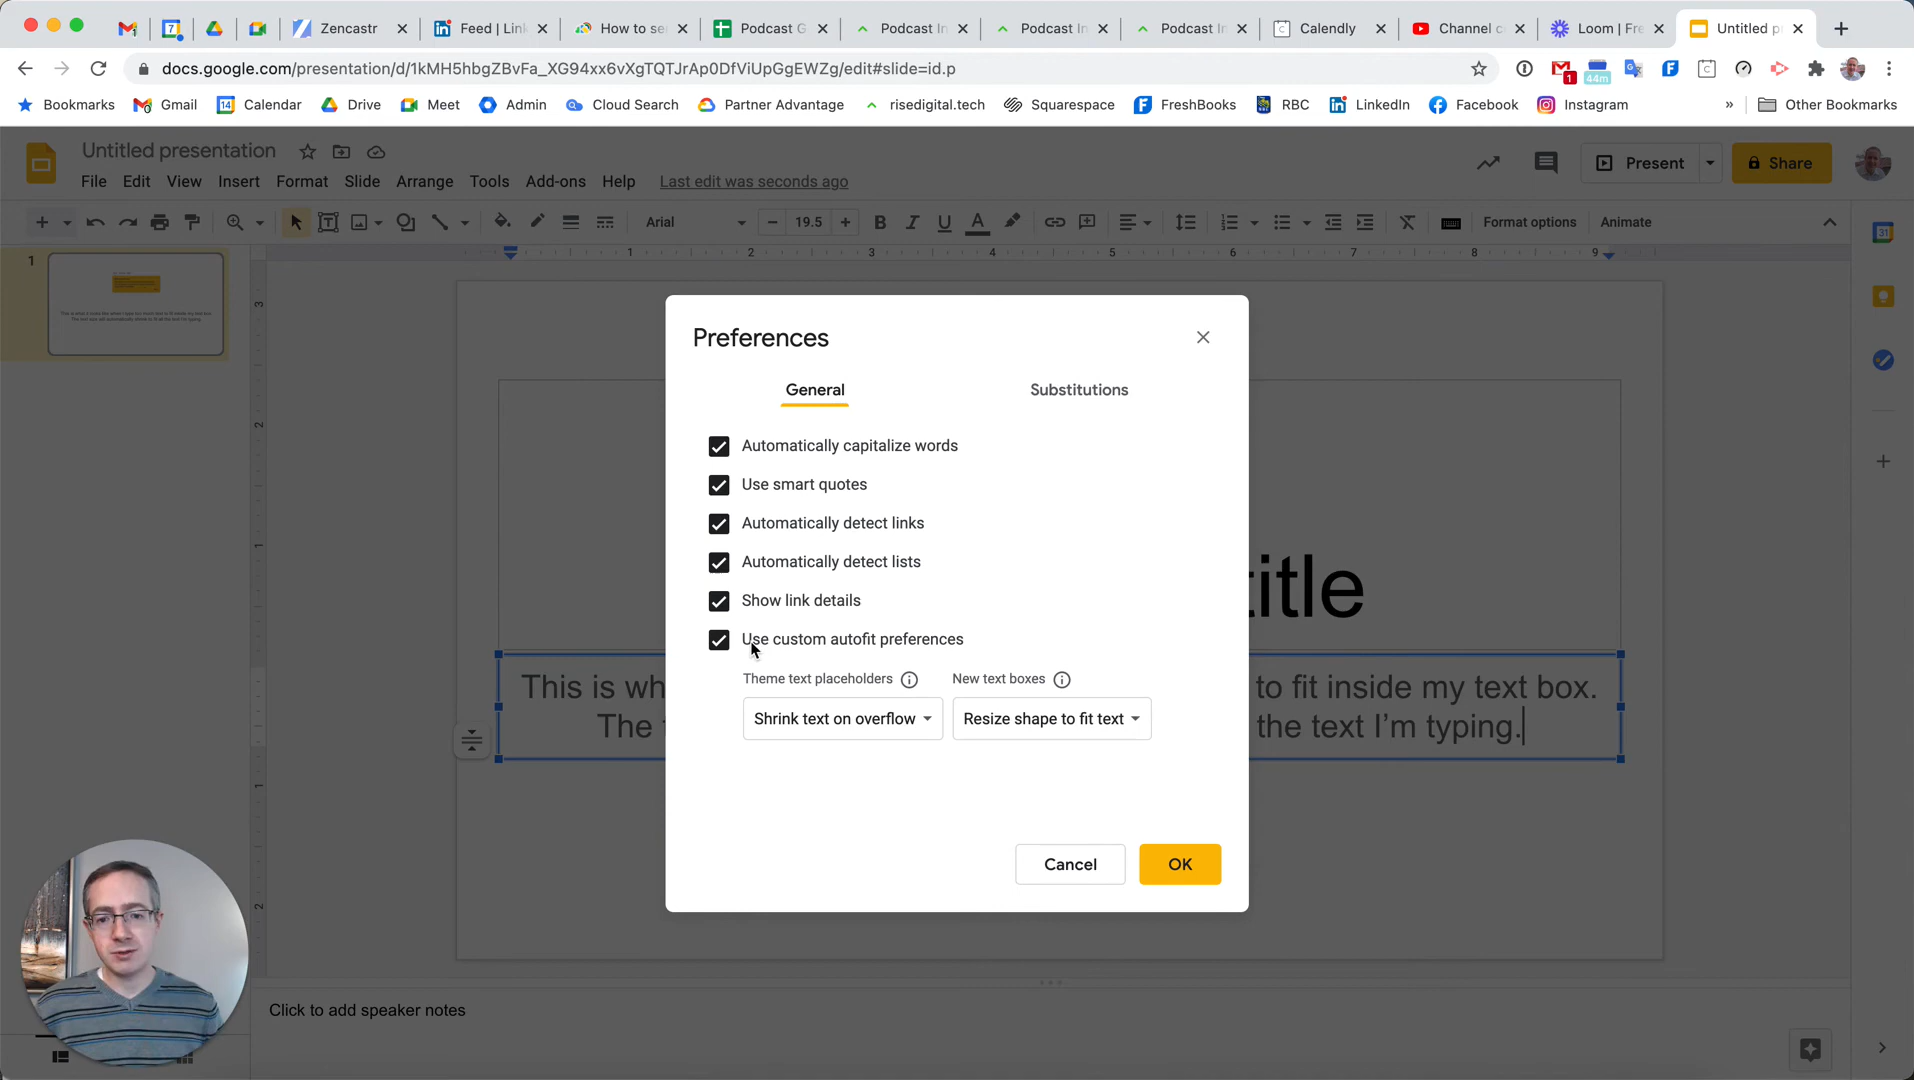 Zencastr
Feed | Link
How to se
Podcast G
Podcast In
Podcast In
Podcast In
Calendly
Channel c
Loom | Fre
Untitled p
docs.google.com/presentation/d/1kMH5hbgZBvFa_XG94xx6vXgTQTJrAp0DfViUpGgEWZg/edit#slide=id.p
1
44m
Bookmarks
Gmail
14
Calendar
Drive
Meet
Admin
Cloud Search
Partner Advantage
risedigital.tech
Squarespace
FreshBooks
RBC
LinkedIn
Facebook
Instagram
»
Other Bookmarks
Untitled presentation
Present
Share
File
Edit
View
Insert
Format
Slide
Arrange
Tools
Add-ons
Help
Last edit was seconds ago
Arial
19.5
Format options
Animate
1
Preferences
General
Substitutions
Automatically capitalize words
Use smart quotes
Automatically detect links
Automatically detect lists
Show link details
Use custom autofit preferences
Theme text placeholders
New text boxes
Shrink text on overflow
Resize shape to fit text
Cancel
OK
title
This is wh to fit inside my text box.
The t the text I'm typing.
Click to add speaker notes